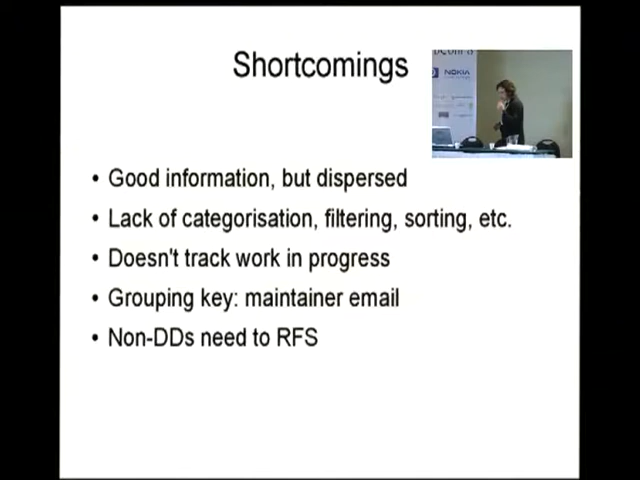 Shortcomings
NOKIA
• Good information, but dispersed
• Lack of categorisation, filtering, sorting, etc.
• Doesn't track work in progress
• Grouping key: maintainer email
• Non-DDs need to RFS